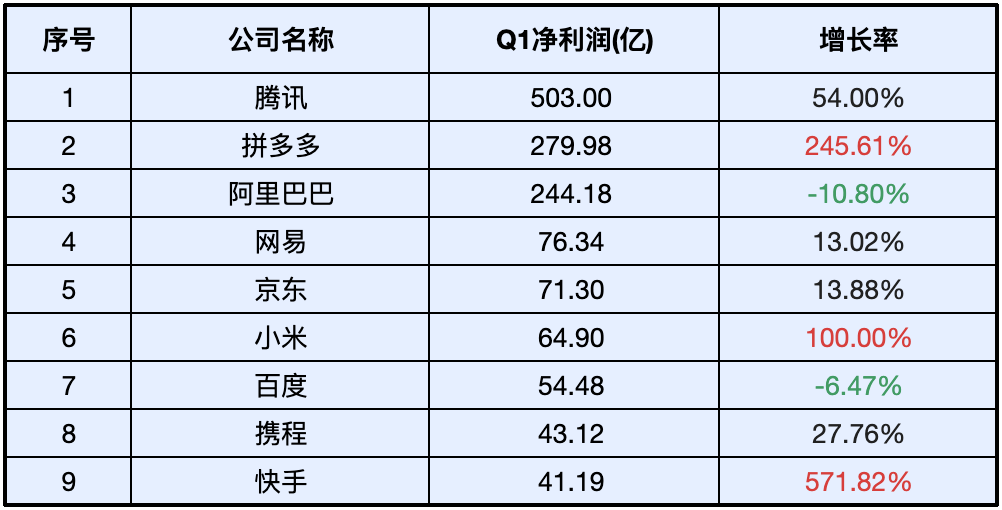 序号 公司名称 Q1净利润(亿) 增长率
1 腾讯 503.00 54.00%
2 拼多多 279.98 245.61%
3 阿里巴巴 244.18 -10.80%
4 网易 76.34 13.02%
5 京东 71.30 13.88%
6 小米 64.90 100.00%
7 百度 54.48 -6.47%
8 携程 43.12 27.76%
9 快手 41.19 571.82%